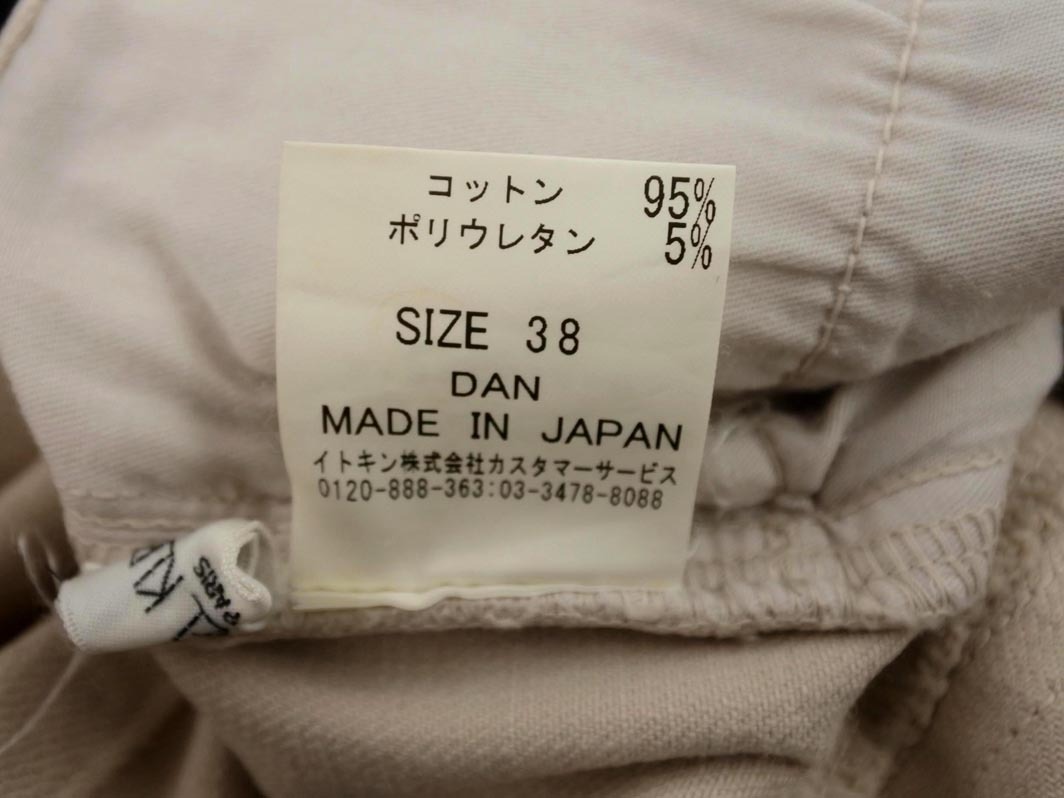 コットン 95%
ポリウレタン 5%
SIZE 38
DAN
MADE IN JAPAN
イトキン株式会社カスタマーサービス
0120-888-363:03-3478-8088
PARIS